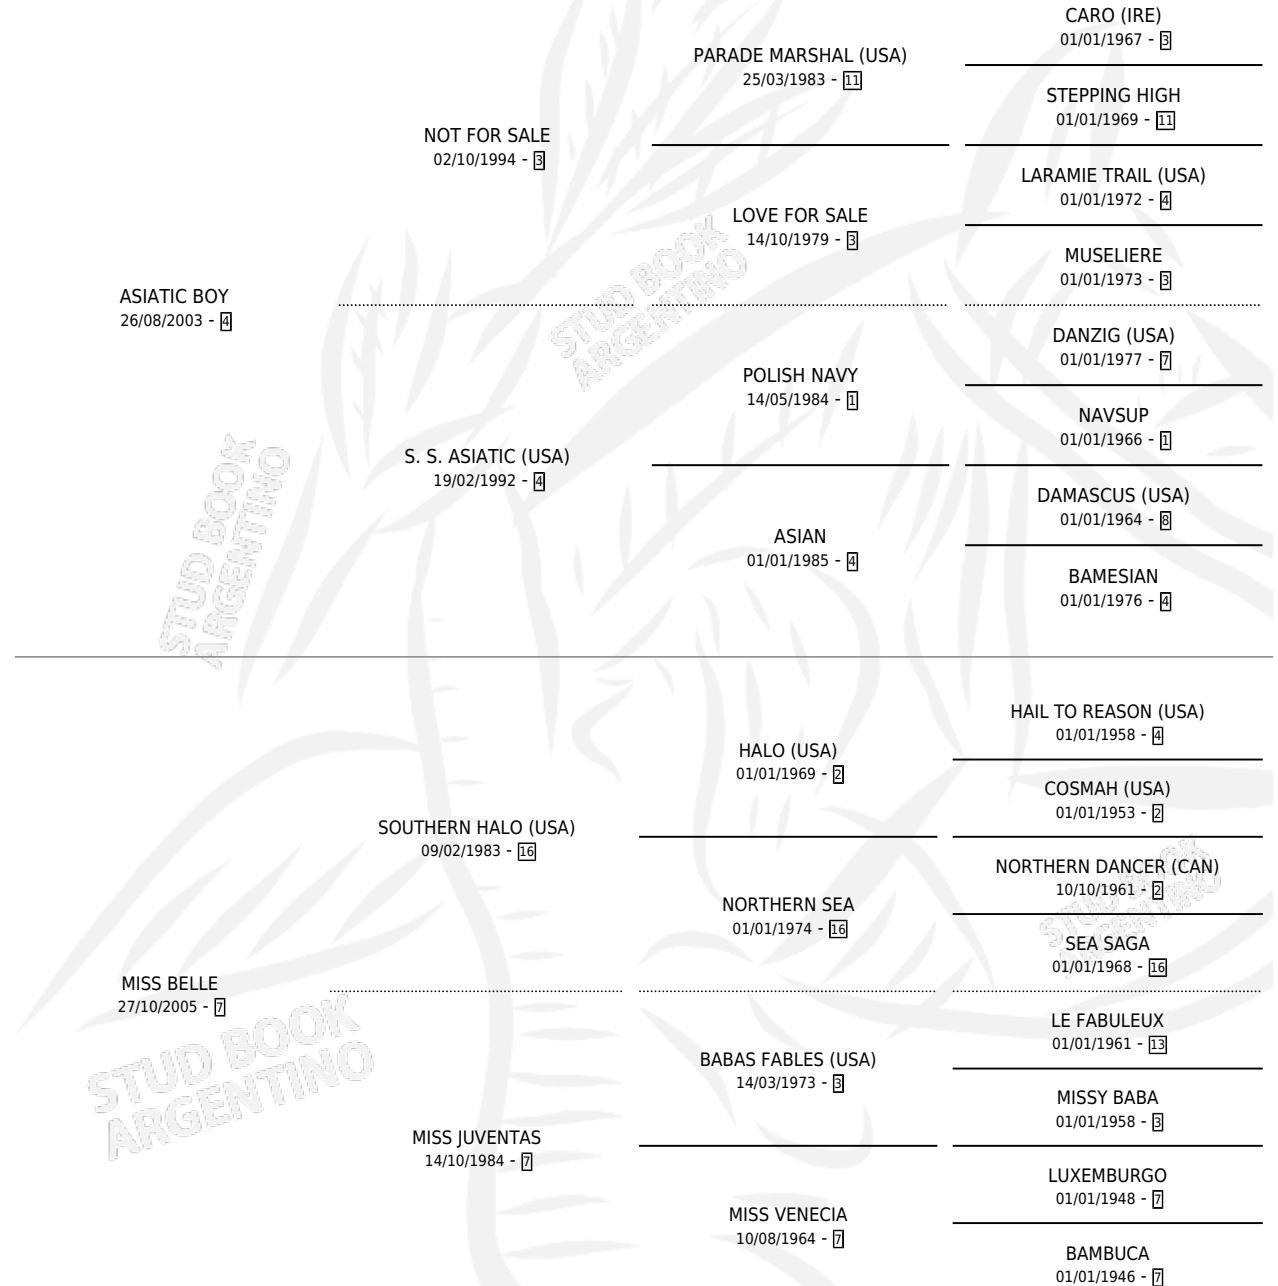 CARO (IRE)
01/01/1967 - 3
PARADE MARSHAL (USA)
25/03/1983 - 11
STEPPING HIGH
01/01/1969 - 11
NOT FOR SALE
02/10/1994 - 3
LARAMIE TRAIL (USA)
01/01/1972 - 4
LOVE FOR SALE
14/10/1979 - 3
MUSELIERE
01/01/1973 - 3
ASIATIC BOY
26/08/2003 - 4
DANZIG (USA)
01/01/1977 - 7
POLISH NAVY
14/05/1984 - 1
NAVSUP
01/01/1966 - 1
S. S. ASIATIC (USA)
19/02/1992 - 4
DAMASCUS (USA)
01/01/1964 - 8
ASIAN
01/01/1985 - 4
BAMESIAN
01/01/1976 - 4
STUD BOOK
ARGENTINO
STUD BOOK
ARGENTINO
HAIL TO REASON (USA)
01/01/1958 - 4
HALO (USA)
01/01/1969 - 2
COSMAH (USA)
01/01/1953 - 2
SOUTHERN HALO (USA)
09/02/1983 - 16
NORTHERN DANCER (CAN)
10/10/1961 - 2
NORTHERN SEA
01/01/1974 - 16
SEA SAGA
01/01/1968 - 16
STUD BOOK
ARGENTINO
MISS BELLE
27/10/2005 - 7
LE FABULEUX
01/01/1961 - 13
BABAS FABLES (USA)
14/03/1973 - 3
MISSY BABA
01/01/1958 - 3
STUD BOOK
ARGENTINO
MISS JUVENTAS
14/10/1984 - 7
LUXEMBURGO
01/01/1948 - 7
MISS VENECIA
10/08/1964 - 7
BAMBUCA
01/01/1946 - 7